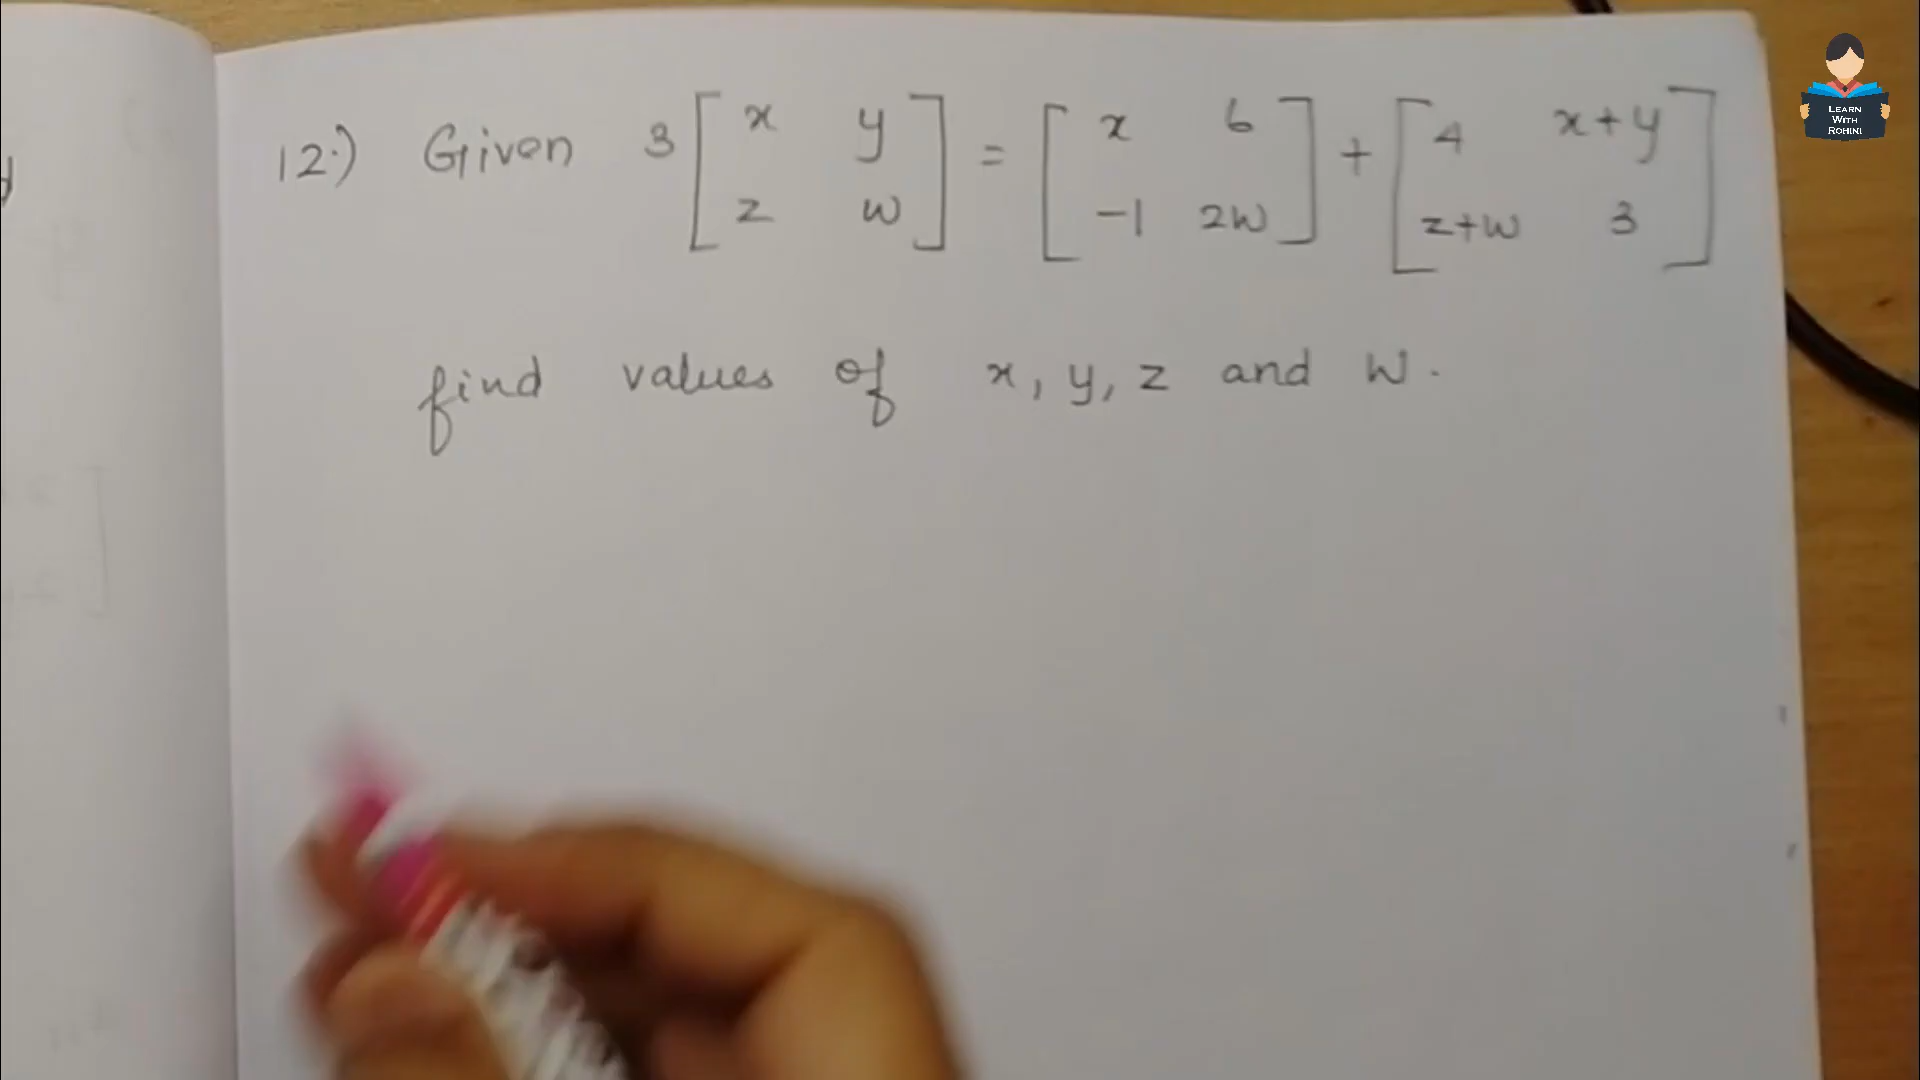 12.) Given 3 [ x y ; z w ] = [ x 6 ; -1 2w ] + [ 4 x+y ; z+w 3 ]
find values of x, y, z and w.
LEARN
WITH
ROHINI